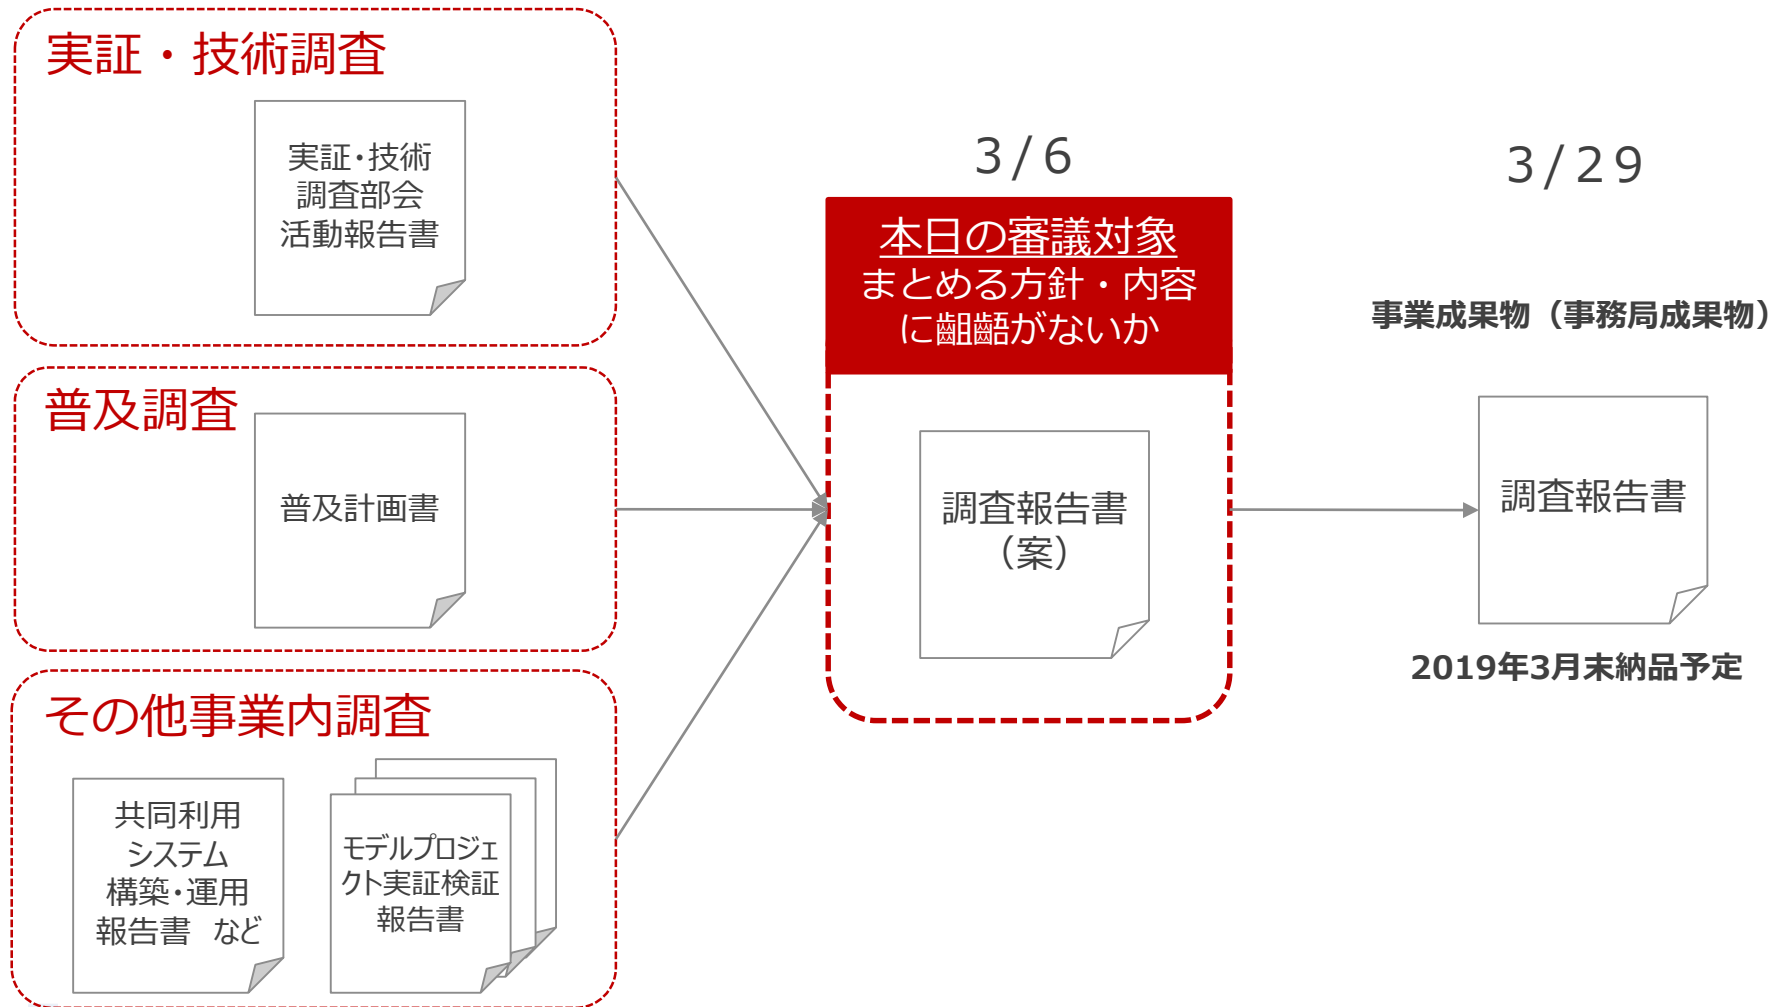 実証・技術調査
実証・技術
調査部会
活動報告書
普及調査
普及計画書
その他事業内調査
共同利用
システム
構築・運用
報告書　など
モデルプロジェ
クト実証検証
報告書
3/6
本日の審議対象
まとめる方針・内容
に齟齬がないか
調査報告書
（案）
3/29
事業成果物（事務局成果物）
調査報告書
2019年3月末納品予定